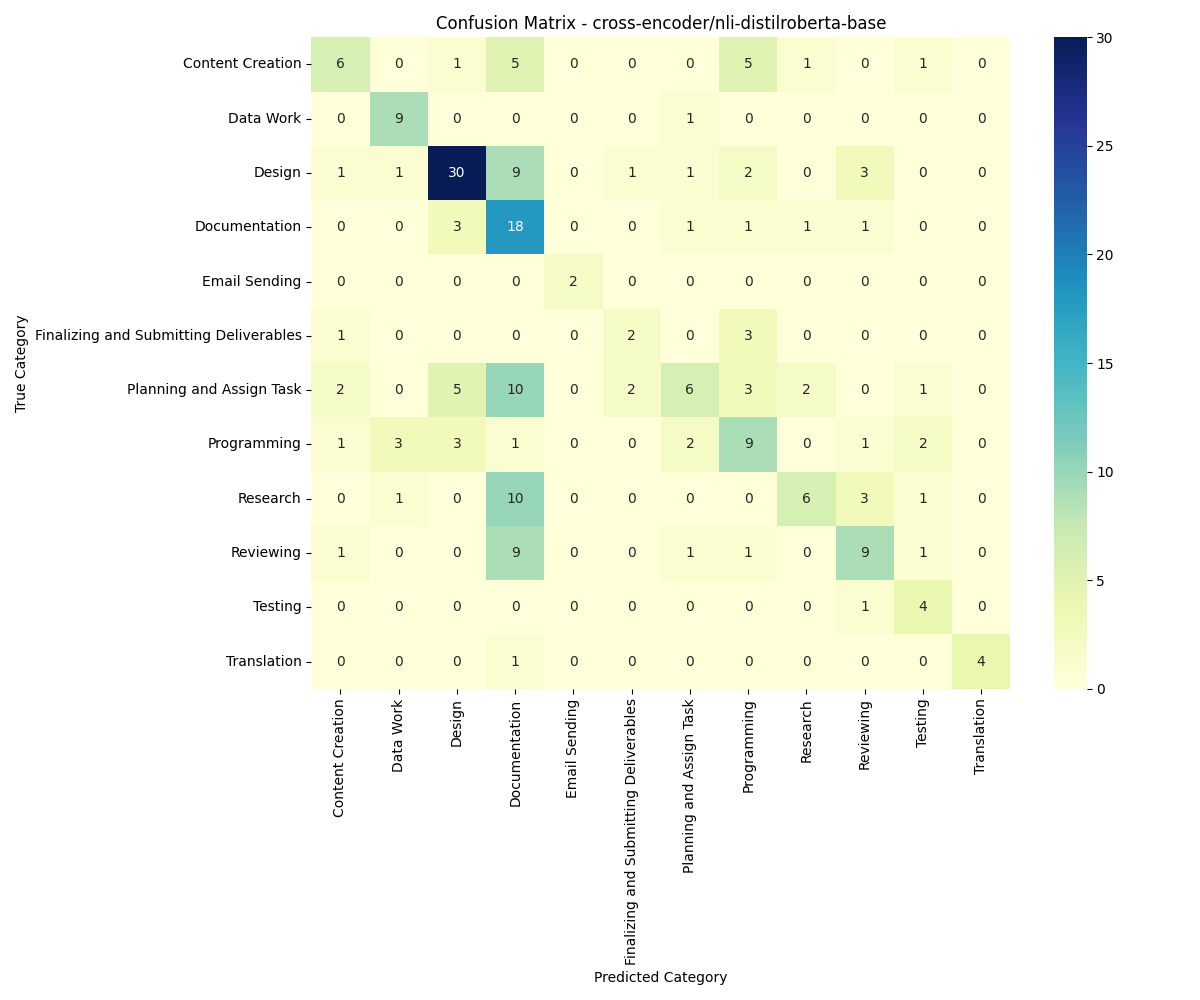 Confusion Matrix - cross-encoder/nli-distilroberta-base
True Category
Content Creation 6 0 1 5 0 0 0 5 1 0 1 0
Data Work 0 9 0 0 0 0 1 0 0 0 0 0
Design 1 1 30 9 0 1 1 2 0 3 0 0
Documentation 0 0 3 18 0 0 1 1 1 1 0 0
Email Sending 0 0 0 0 2 0 0 0 0 0 0 0
Finalizing and Submitting Deliverables 1 0 0 0 0 2 0 3 0 0 0 0
Planning and Assign Task 2 0 5 10 0 2 6 3 2 0 1 0
Programming 1 3 3 1 0 0 2 9 0 1 2 0
Research 0 1 0 10 0 0 0 0 6 3 1 0
Reviewing 1 0 0 9 0 0 1 1 0 9 1 0
Testing 0 0 0 0 0 0 0 0 0 1 4 0
Translation 0 0 0 1 0 0 0 0 0 0 0 4
Content Creation
Data Work
Design
Documentation
Email Sending
Finalizing and Submitting Deliverables
Planning and Assign Task
Programming
Research
Reviewing
Testing
Translation
Predicted Category
30
25
20
15
10
5
0